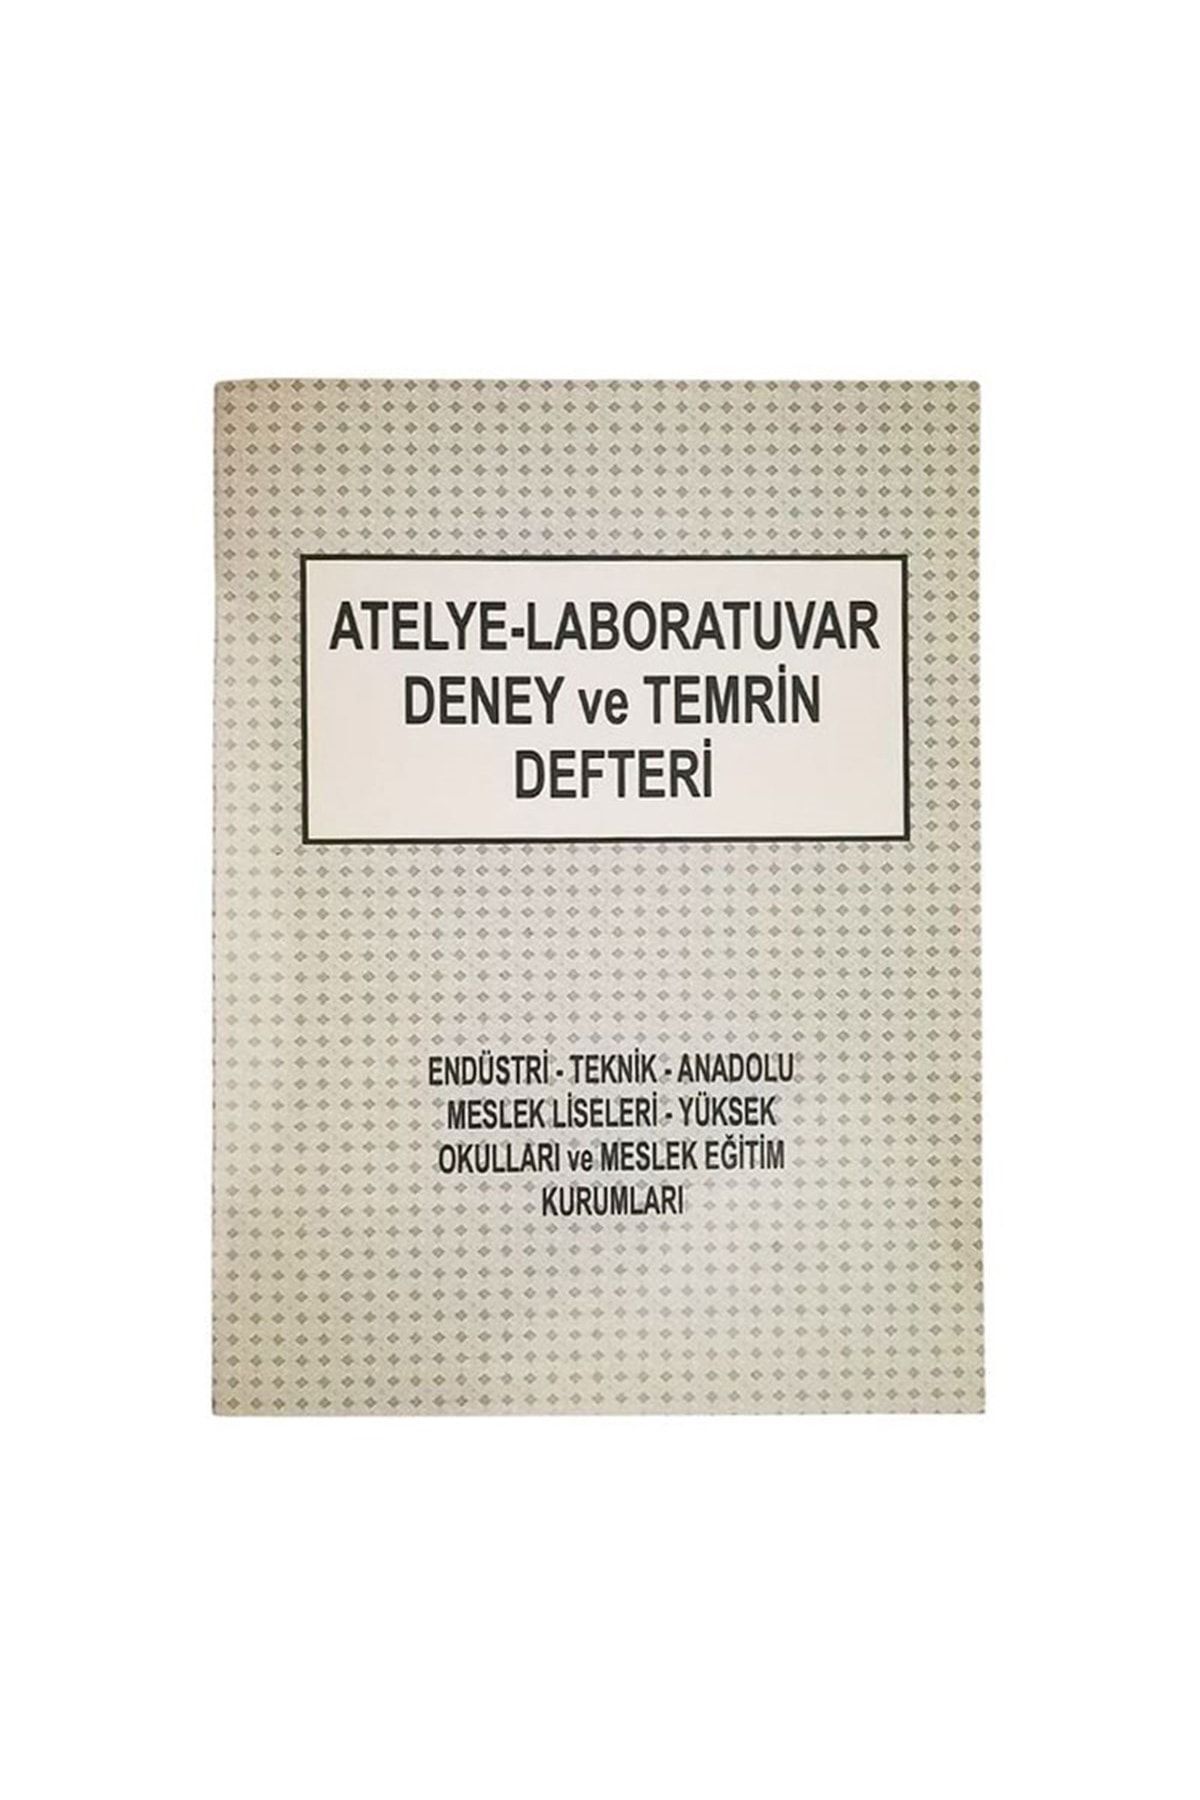 ATELYE-LABORATUVAR
DENEY ve TEMRİN
DEFTERİ
ENDÜSTRİ - TEKNİK - ANADOLU
MESLEK LİSELERİ - YÜKSEK
OKULLARI ve MESLEK EĞİTİM
KURUMLARI